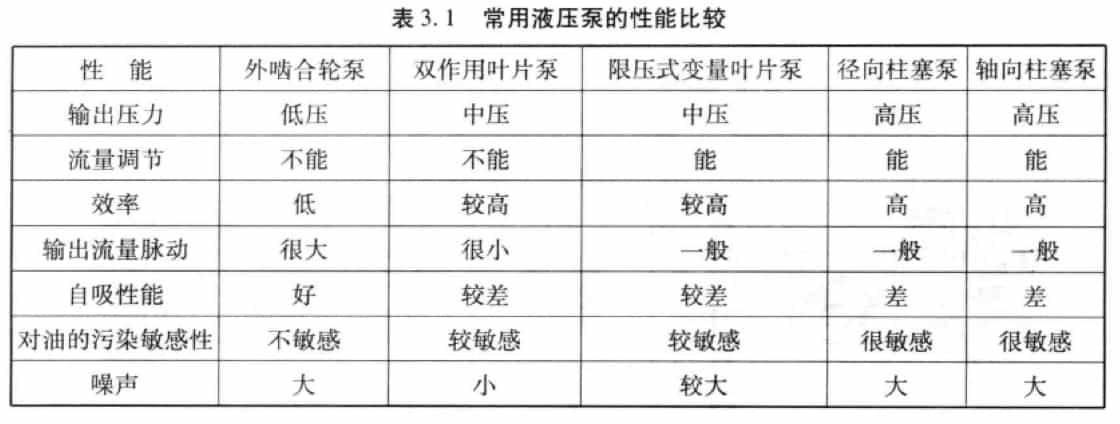 表 3.1 常用液压泵的性能比较
性 能 外啮合轮泵 双作用叶片泵 限压式变量叶片泵 径向柱塞泵 轴向柱塞泵
输出压力 低压 中压 中压 高压 高压
流量调节 不能 不能 能 能 能
效率 低 较高 较高 高 高
输出流量脉动 很大 很小 一般 一般 一般
自吸性能 好 较差 较差 差 差
对油的污染敏感性 不敏感 较敏感 较敏感 很敏感 很敏感
噪声 大 小 较大 大 大